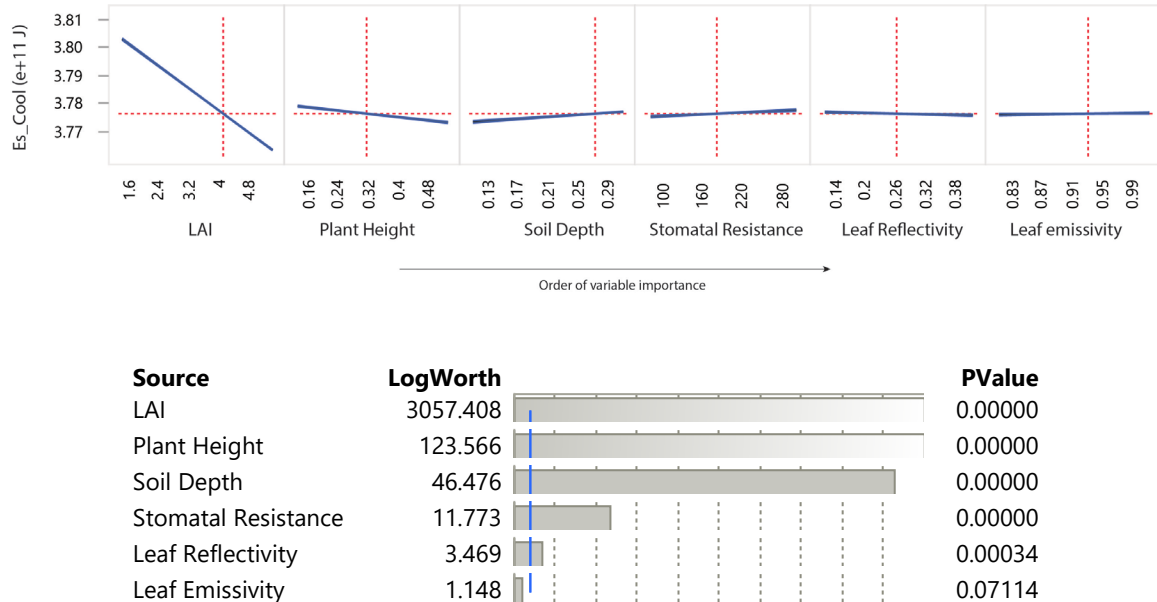 Es_Cool (e+11 J)
3.81
3.80
3.79
3.78
3.77
1.6 2.4 3.2 4 4.8 0.16 0.24 0.32 0.4 0.48 0.13 0.17 0.21 0.25 0.29 100 160 220 280 0.14 0.2 0.26 0.32 0.38 0.83 0.87 0.91 0.95 0.99
LAI Plant Height Soil Depth Stomatal Resistance Leaf Reflectivity Leaf emissivity
Order of variable importance
Source LogWorth PValue
LAI 3057.408 0.00000
Plant Height 123.566 0.00000
Soil Depth 46.476 0.00000
Stomatal Resistance 11.773 0.00000
Leaf Reflectivity 3.469 0.00034
Leaf Emissivity 1.148 0.07114